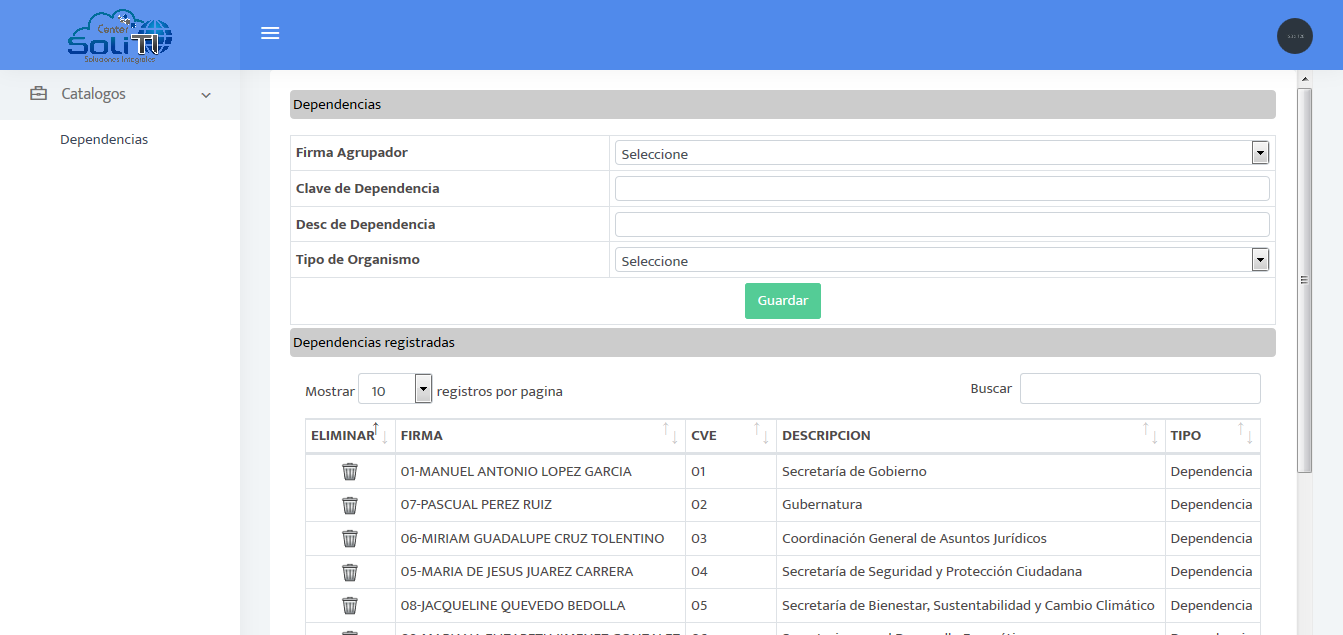 Center
SoliTI
Soluciones Integrales
Catalogos
Dependencias
Dependencias
Firma Agrupador Seleccione
Clave de Dependencia
Desc de Dependencia
Tipo de Organismo Seleccione
Guardar
Dependencias registradas
Mostrar 10 registros por pagina Buscar
ELIMINAR FIRMA CVE DESCRIPCION TIPO
01-MANUEL ANTONIO LOPEZ GARCIA 01 Secretaría de Gobierno Dependencia
07-PASCUAL PEREZ RUIZ 02 Gubernatura Dependencia
06-MIRIAM GUADALUPE CRUZ TOLENTINO 03 Coordinación General de Asuntos Jurídicos Dependencia
05-MARIA DE JESUS JUAREZ CARRERA 04 Secretaría de Seguridad y Protección Ciudadana Dependencia
08-JACQUELINE QUEVEDO BEDOLLA 05 Secretaría de Bienestar, Sustentabilidad y Cambio Climático Dependencia